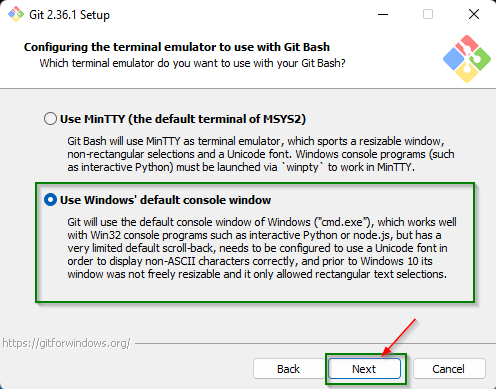 Git 2.36.1 Setup
Configuring the terminal emulator to use with Git Bash
Which terminal emulator do you want to use with your Git Bash?
Use MinTTY (the default terminal of MSYS2)
Git Bash will use MinTTY as terminal emulator, which sports a resizable window,
non-rectangular selections and a Unicode font. Windows console programs (such
as interactive Python) must be launched via `winpty` to work in MinTTY.
Use Windows' default console window
Git will use the default console window of Windows ("cmd.exe"), which works well
with Win32 console programs such as interactive Python or node.js, but has a
very limited default scroll-back, needs to be configured to use a Unicode font in
order to display non-ASCII characters correctly, and prior to Windows 10 its
window was not freely resizable and it only allowed rectangular text selections.
https://gitforwindows.org/
Back Next Cancel